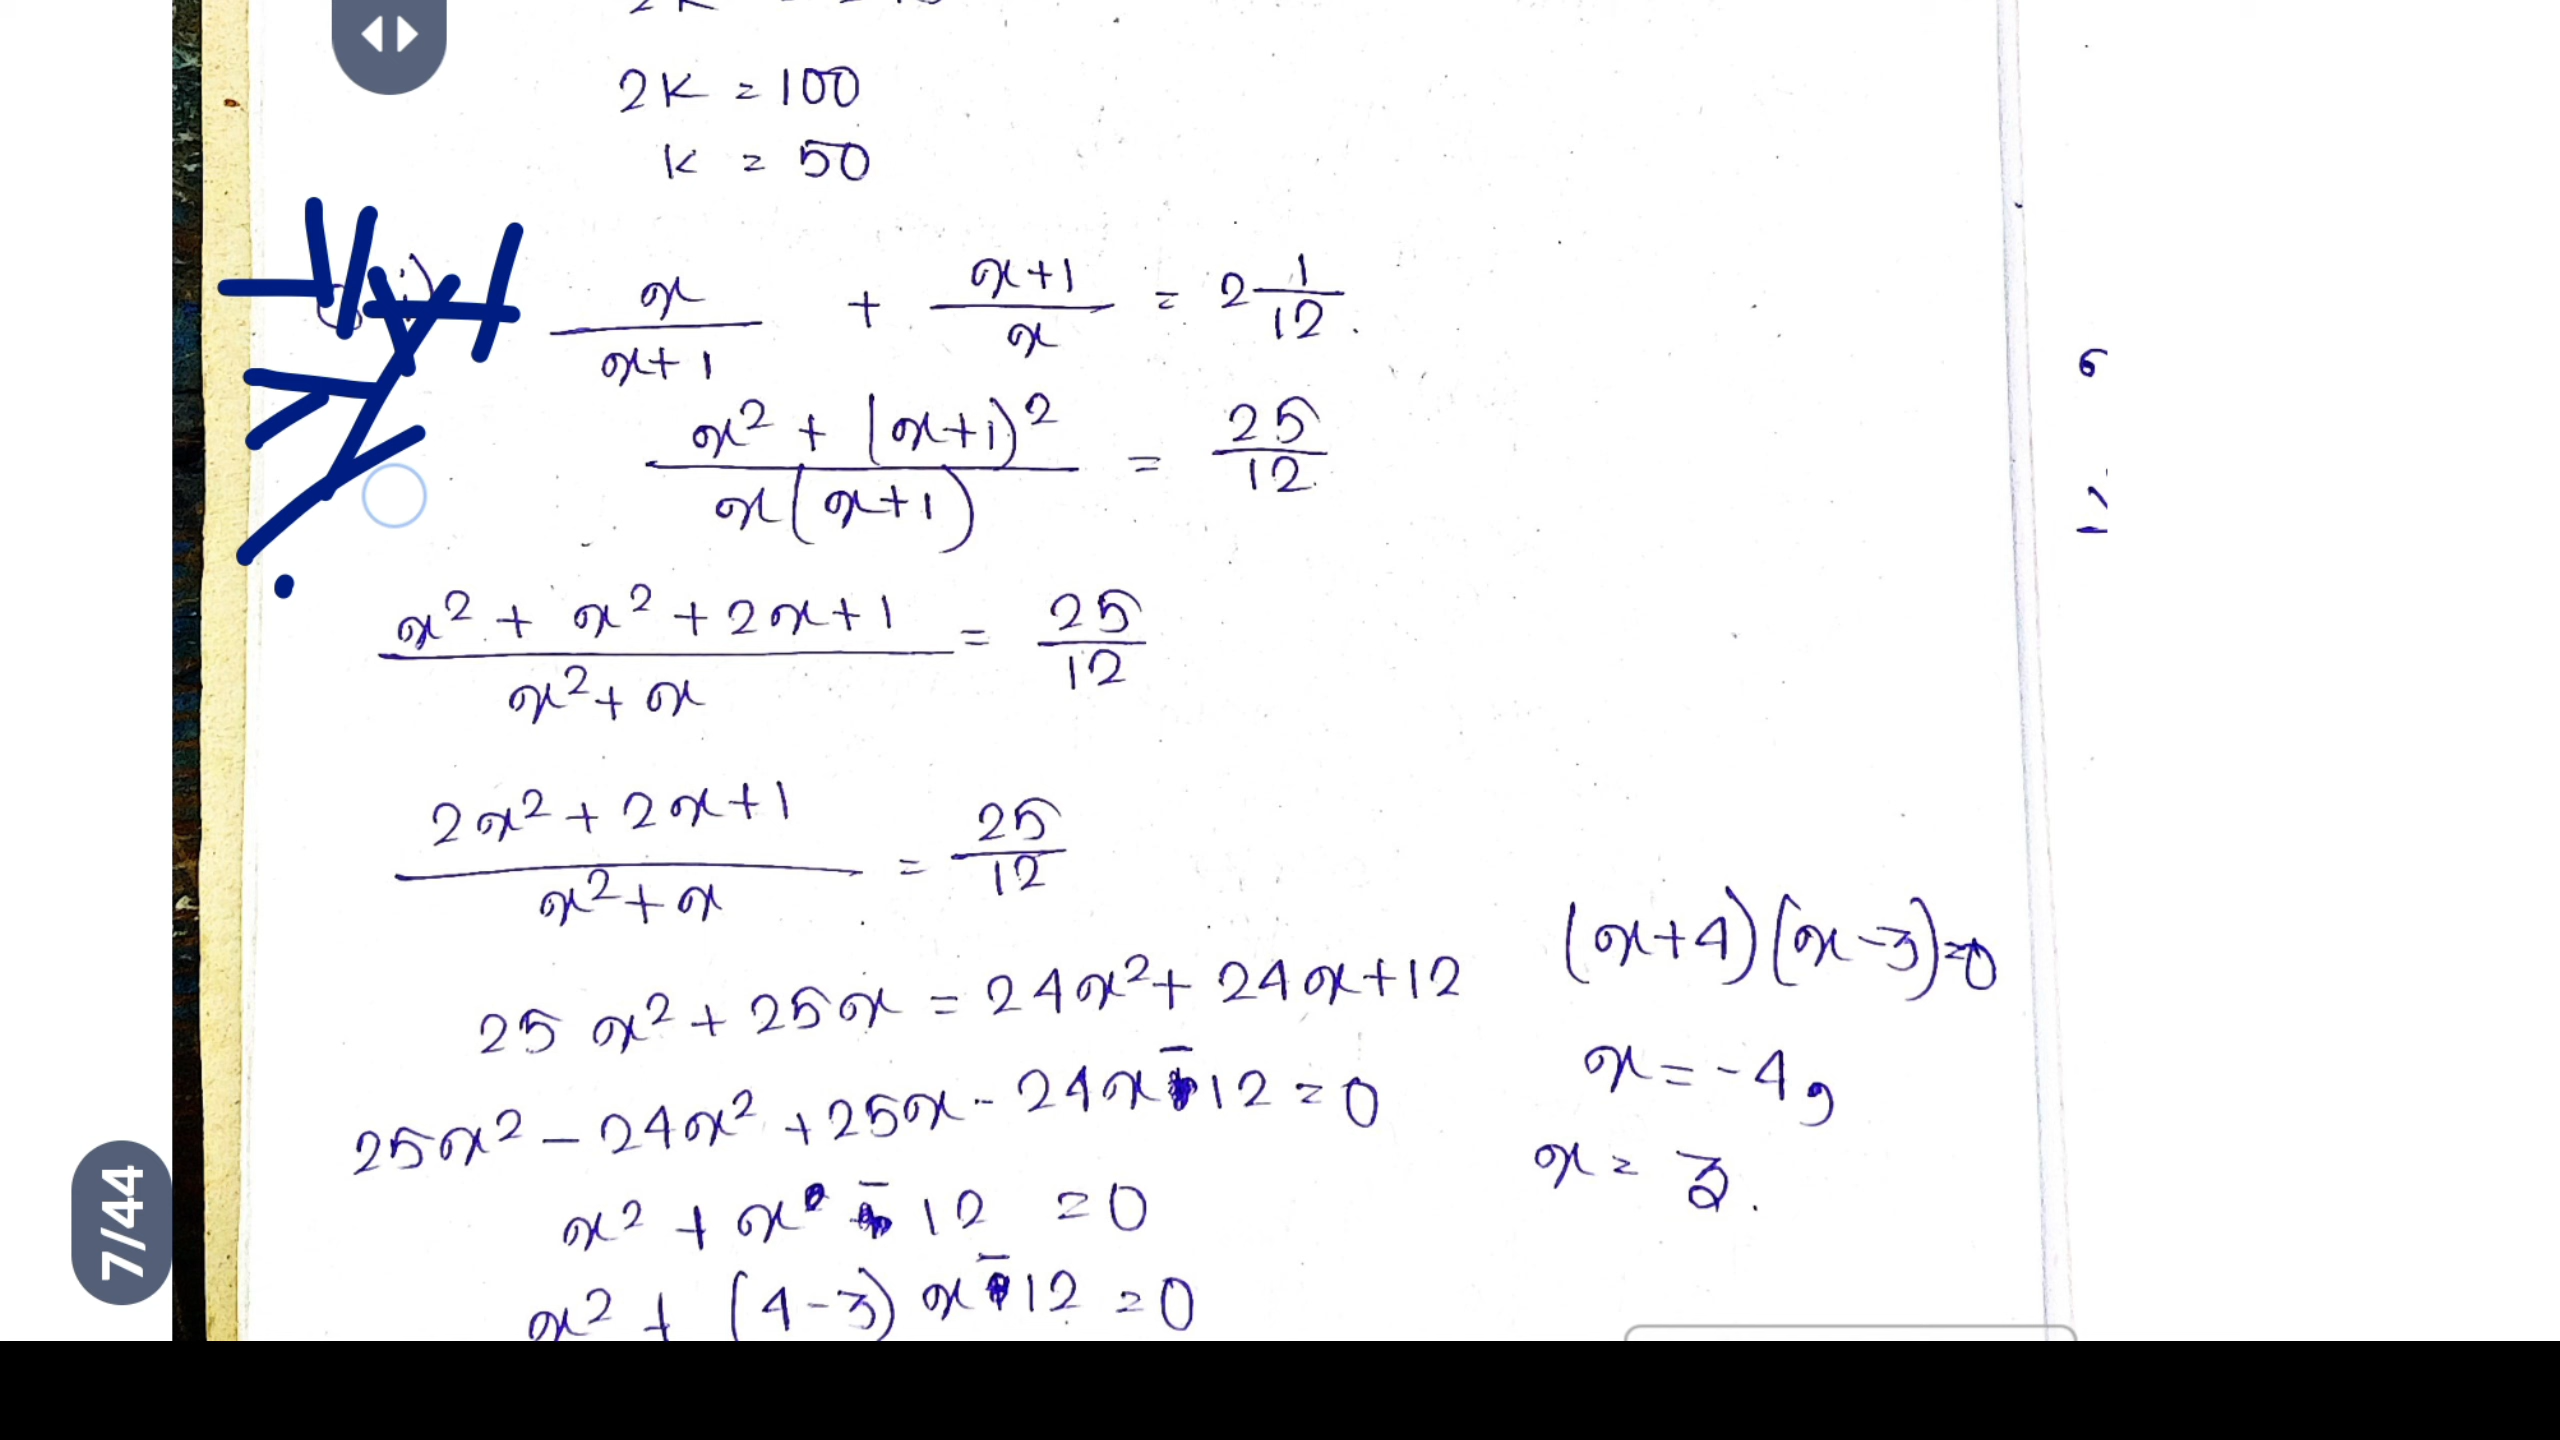 2K = 100
K = 50
x/(x+1) + (x+1)/x = 2 1/12.
(x² + (x+1)²)/(x(x+1)) = 25/12.
(x² + x² + 2x + 1)/(x² + x) = 25/12
(2x² + 2x + 1)/(x² + x) = 25/12
25x² + 25x = 24x² + 24x + 12
25x² - 24x² + 25x - 24x - 12 = 0
x² + x - 12 = 0
x² + (4-3)x - 12 = 0
(x+4)(x-3) = 0
x = -4,
x = 3.
7/44